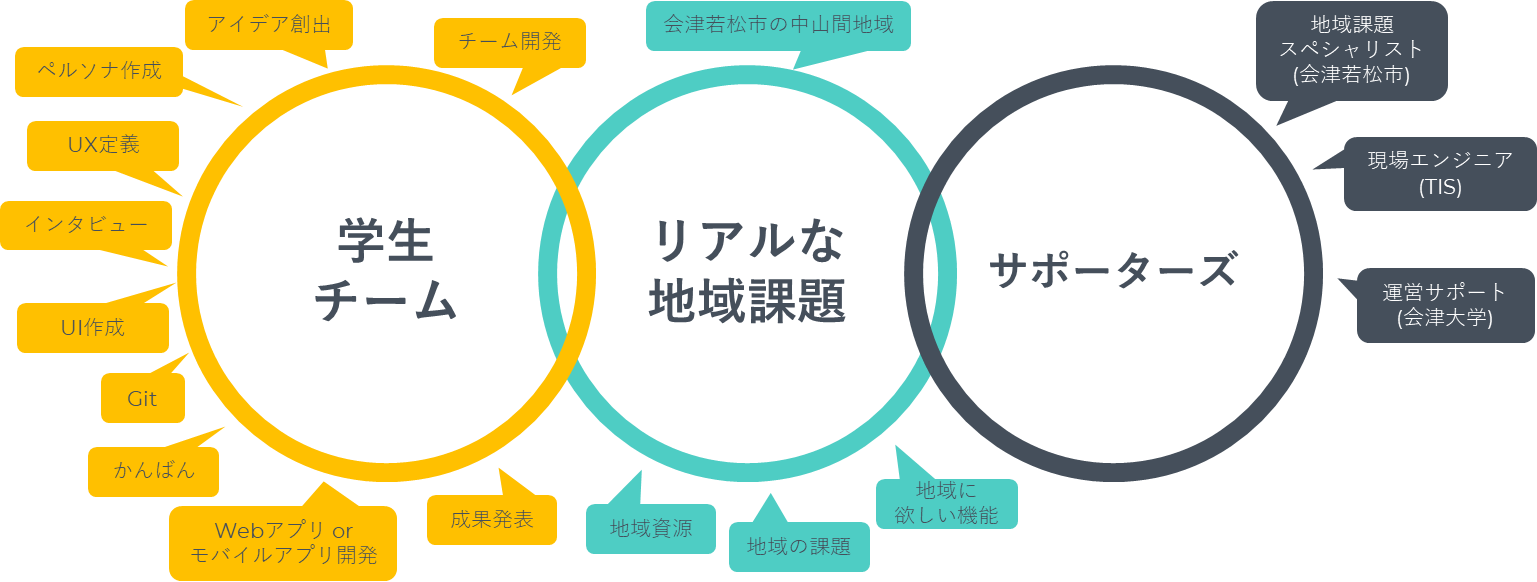 アイデア創出
チーム開発
ペルソナ作成
UX定義
インタビュー
UI作成
Git
かんばん
Webアプリ or
モバイルアプリ開発
成果発表
学生
チーム
会津若松市の中山間地域
リアルな
地域課題
地域資源
地域の課題
地域に
欲しい機能
サポーターズ
地域課題
スペシャリスト
(会津若松市)
現場エンジニア
(TIS)
運営サポート
(会津大学)